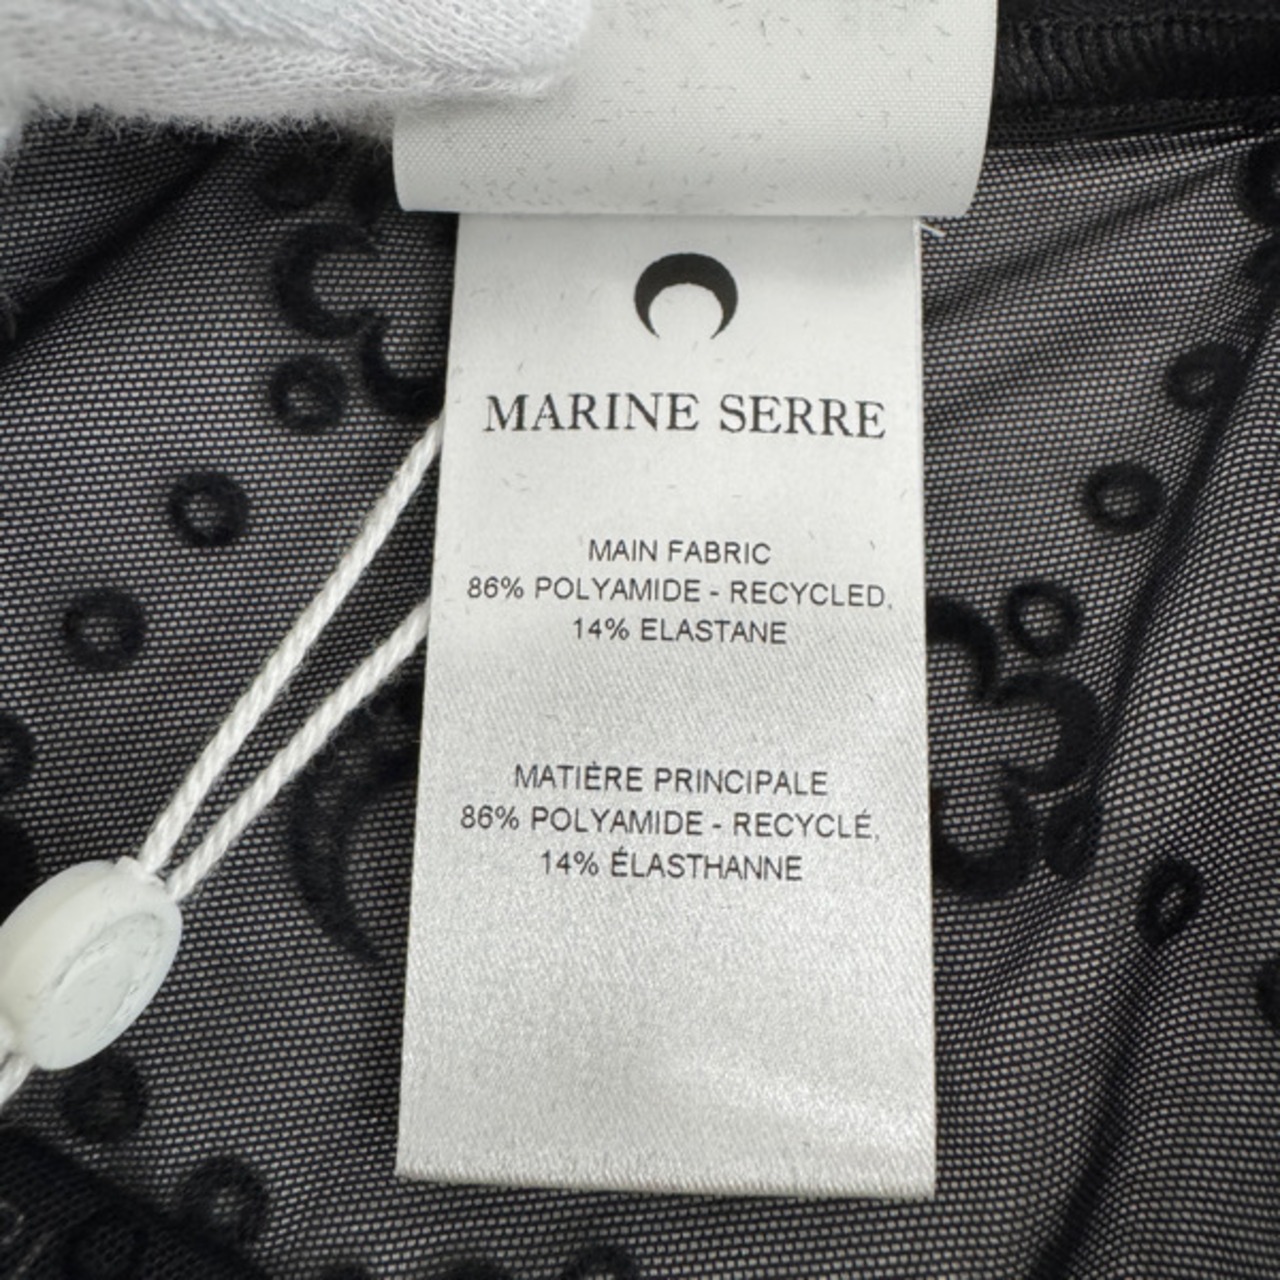 MARINE SERRE
MAIN FABRIC
86% POLYAMIDE - RECYCLED,
14% ELASTANE
MATIÈRE PRINCIPALE
86% POLYAMIDE - RECYCLÉ,
14% ÉLASTHANNE